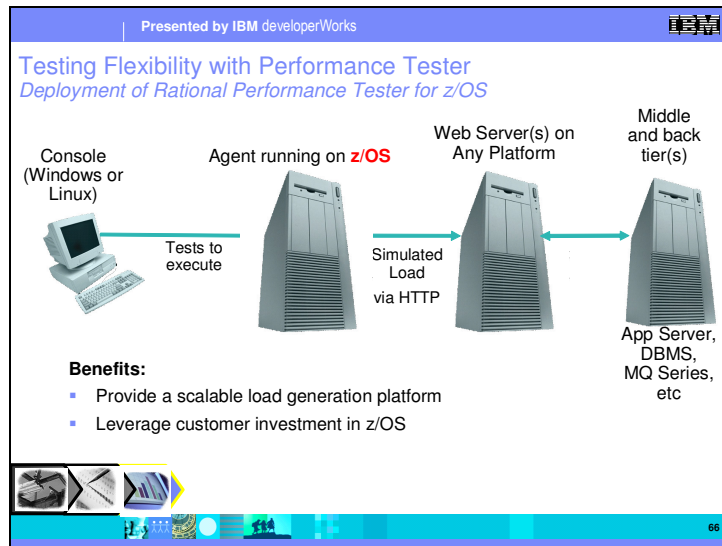 Presented by IBM developerWorks
IBM
Testing Flexibility with Performance Tester
Deployment of Rational Performance Tester for z/OS
Console
(Windows or
Linux)
Agent running on z/OS
Web Server(s) on
Any Platform
Middle
and back
tier(s)
Tests to
execute
Simulated
Load
via HTTP
App Server,
DBMS,
MQ Series,
etc
Benefits:
▪ Provide a scalable load generation platform
▪ Leverage customer investment in z/OS
66